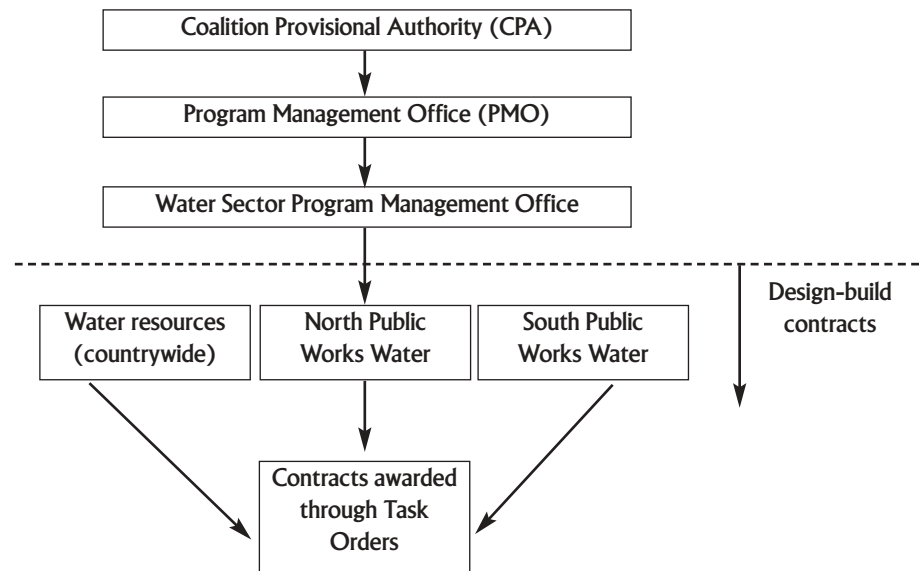 Coalition Provisional Authority (CPA)
Program Management Office (PMO)
Water Sector Program Management Office
Design-build
contracts
Water resources
(countrywide)
North Public
Works Water
South Public
Works Water
Contracts awarded
through Task
Orders